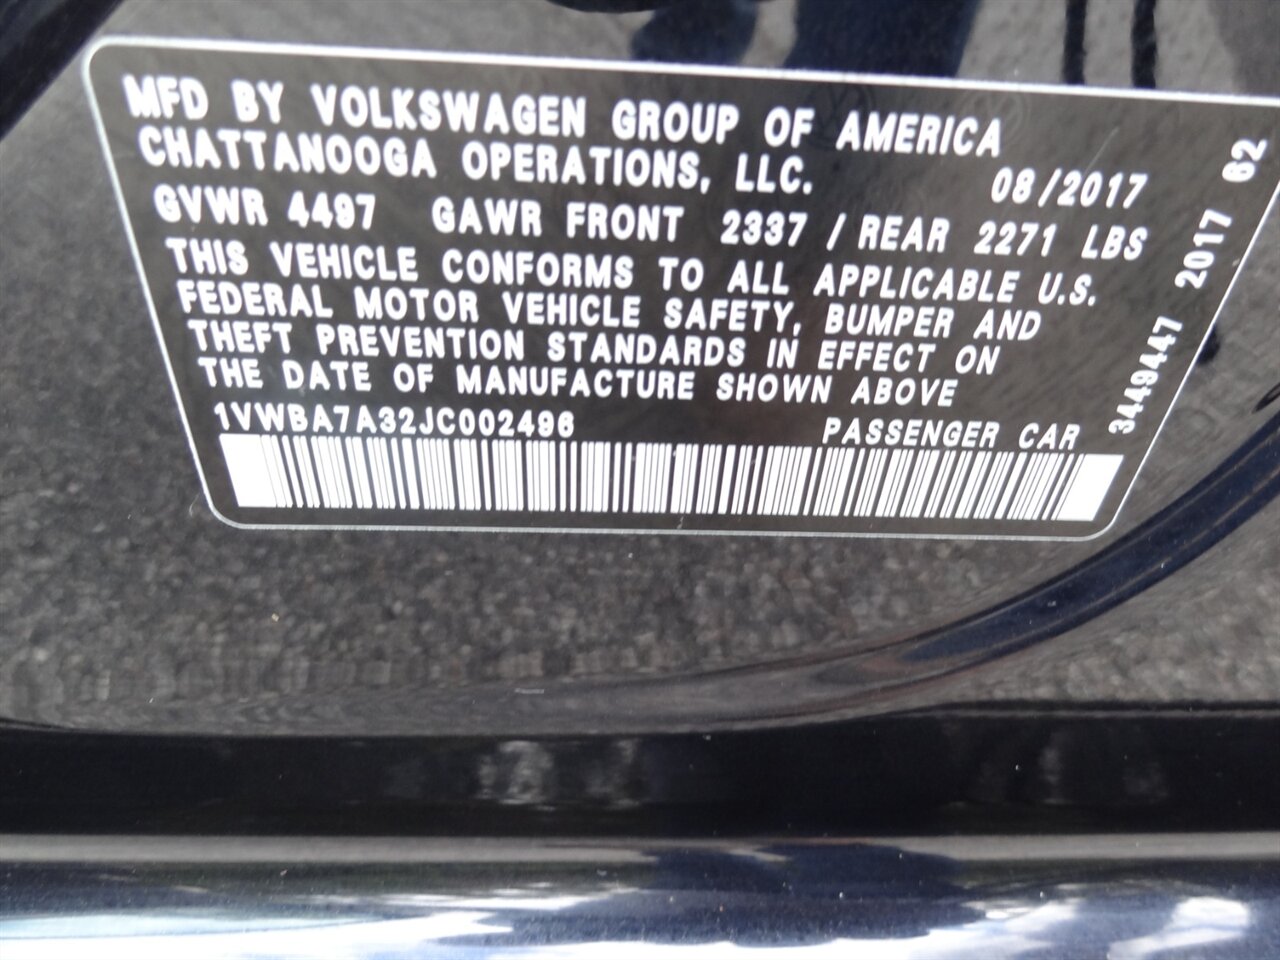 MFD BY VOLKSWAGEN GROUP OF AMERICA
CHATTANOOGA OPERATIONS, LLC. 08/2017
GVWR 4497 GAWR FRONT 2337 / REAR 2271 LBS
THIS VEHICLE CONFORMS TO ALL APPLICABLE U.S.
FEDERAL MOTOR VEHICLE SAFETY, BUMPER AND
THEFT PREVENTION STANDARDS IN EFFECT ON
THE DATE OF MANUFACTURE SHOWN ABOVE
1VWBA7A32JC002496 PASSENGER CAR
3449447 2017 62